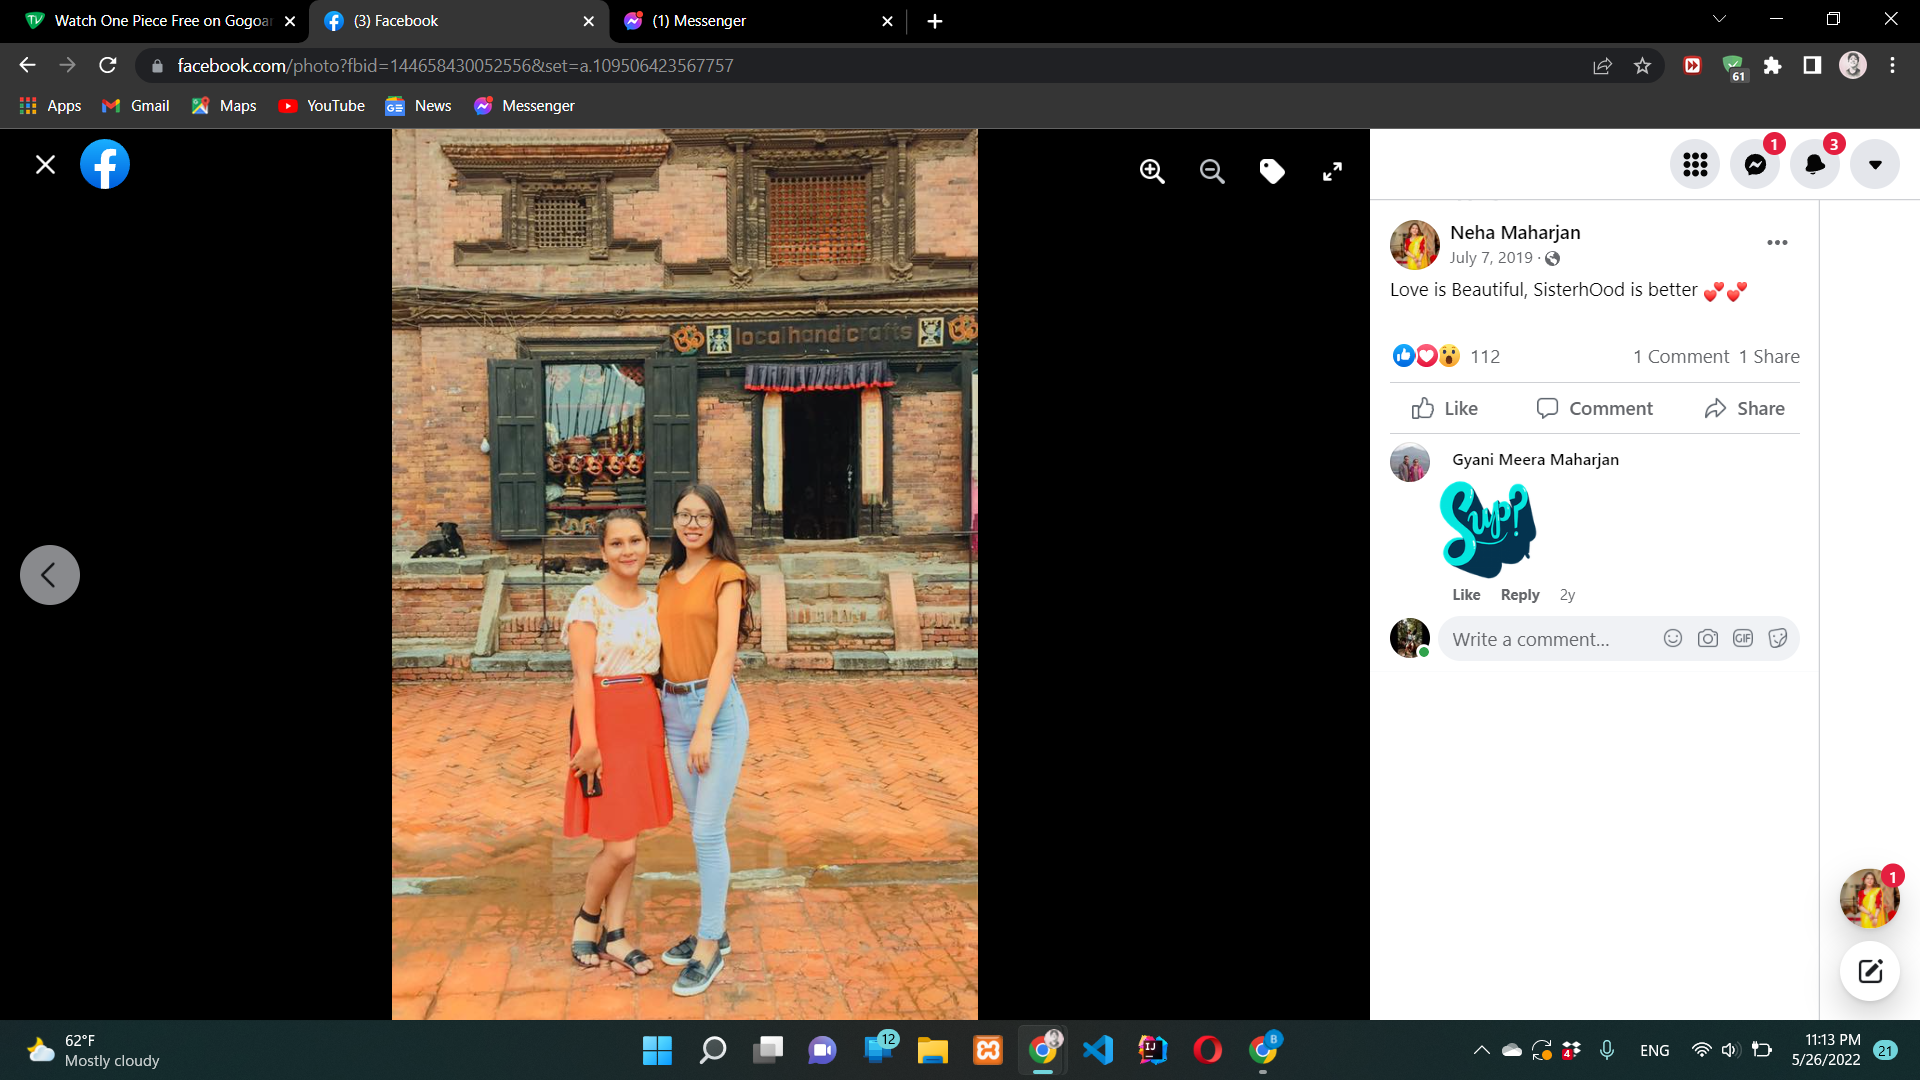 Watch One Piece Free on Gogoa
(3) Facebook
(1) Messenger
facebook.com/photo?fbid=144658430052556&set=a.109506423567757
61
Apps
Gmail
Maps
YouTube
News
Messenger
1
3
localhandicrafts
Neha Maharjan
July 7, 2019 ·
Love is Beautiful, SisterhOod is better 💕💕
112
1 Comment 1 Share
Like
Comment
Share
Gyani Meera Maharjan
Sup?
Like Reply 2y
Write a comment...
GIF
1
62°F
Mostly cloudy
12
IJ
B
4
ENG
11:13 PM
5/26/2022
21